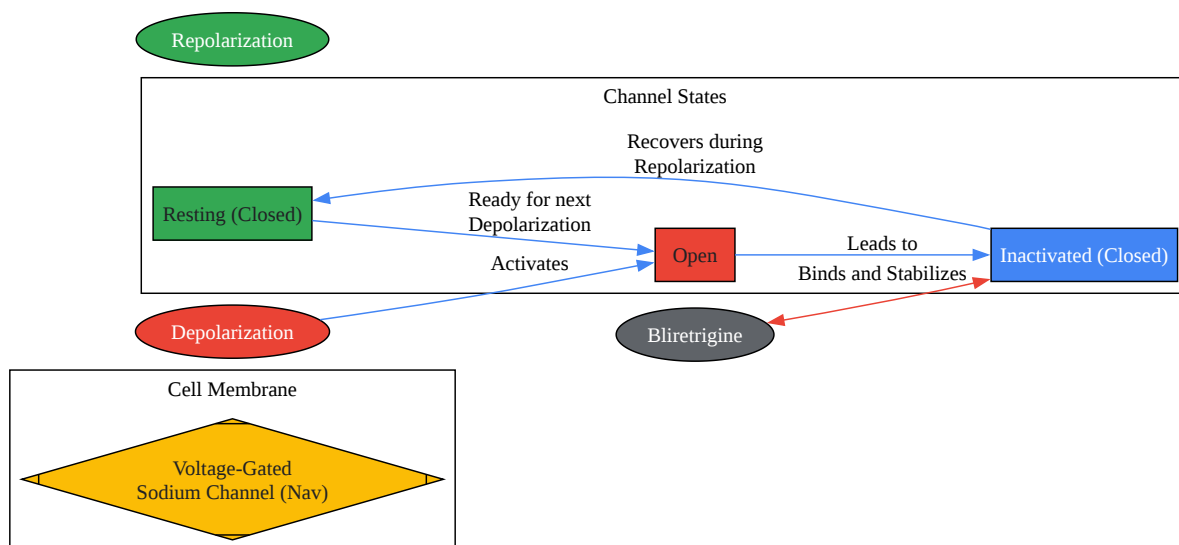 Repolarization
Channel States
Recovers during
Repolarization
Resting (Closed)
Ready for next
Depolarization
Activates
Open
Leads to
Inactivated (Closed)
Binds and Stabilizes
Depolarization
Bliretrigine
Cell Membrane
Voltage-Gated
Sodium Channel (Nav)